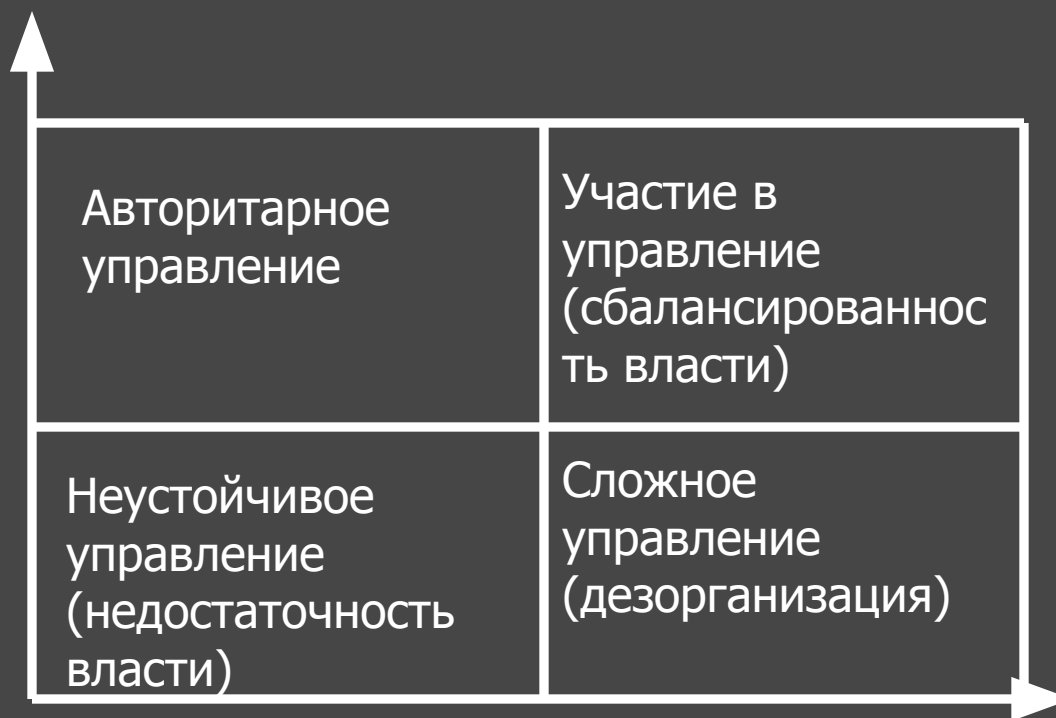 Авторитарное
управление
Участие в
управление
(сбалансированнос
ть власти)
Неустойчивое
управление
(недостаточность
власти)
Сложное
управление
(дезорганизация)